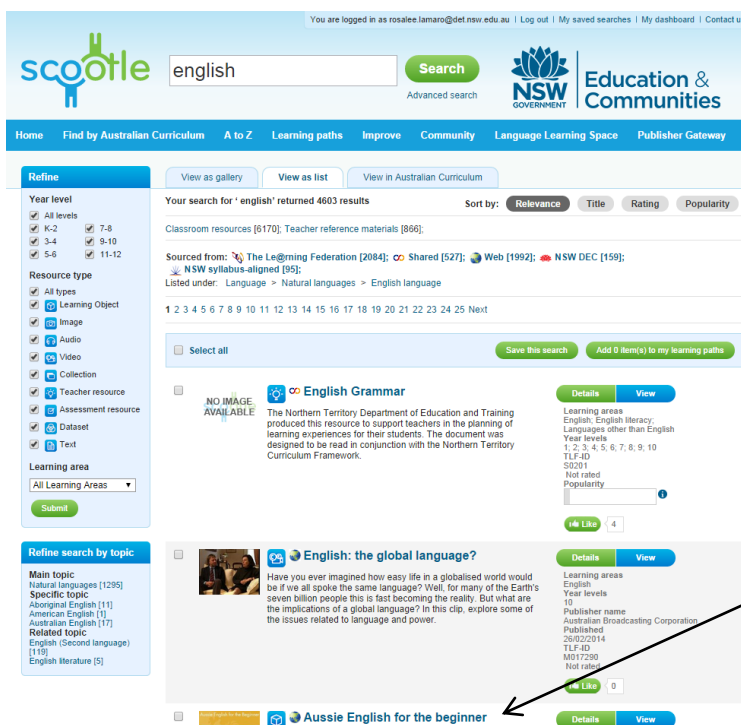 You are logged in as rosalee.lamaro@det.nsw.edu.au | Log out | My saved searches | My dashboard | Contact u
scootle
english
Search
Advanced search
NSW
GOVERNMENT
Education &
Communities
Home Find by Australian Curriculum A to Z Learning paths Improve Community Language Learning Space Publisher Gateway
Refine
Year level
All levels
K-2 7-8
3-4 9-10
5-6 11-12
Resource type
All types
Learning Object
Image
Audio
Video
Collection
Teacher resource
Assessment resource
Dataset
Text
Learning area
All Learning Areas
Submit
Refine search by topic
Main topic
Natural languages [1295]
Specific topic
Aboriginal English [11]
American English [1]
Australian English [17]
Related topic
English (Second language)
[119]
English literature [5]
View as gallery View as list View in Australian Curriculum
Your search for ' english' returned 4603 results
Sort by: Relevance Title Rating Popularity
Classroom resources [6170]; Teacher reference materials [866];
Sourced from: The Le@rning Federation [2084]; Shared [527]; Web [1992]; NSW DEC [159];
NSW syllabus-aligned [95];
Listed under: Language > Natural languages > English language
1 2 3 4 5 6 7 8 9 10 11 12 13 14 15 16 17 18 19 20 21 22 23 24 25 Next
Select all
Save this search
Add 0 item(s) to my learning paths
NO IMAGE
AVAILABLE
English Grammar
The Northern Territory Department of Education and Training
produced this resource to support teachers in the planning of
learning experiences for their students. The document was
designed to be read in conjunction with the Northern Territory
Curriculum Framework.
Details View
Learning areas
English; English literacy;
Languages other than English
Year levels
1; 2; 3; 4; 5; 6; 7; 8; 9; 10
TLF-ID
S0201
Not rated
Popularity
Like 4
English: the global language?
Have you ever imagined how easy life in a globalised world would
be if we all spoke the same language? Well, for many of the Earth's
seven billion people this is fast becoming the reality. But what are
the implications of a global language? In this clip, explore some of
the issues related to language and power.
Details View
Learning areas
English
Year levels
10
Publisher name
Australian Broadcasting Corporation
Published
26/02/2014
TLF-ID
M017290
Not rated
Like 0
Aussie English for the Beginner
Aussie English for the beginner
Details View